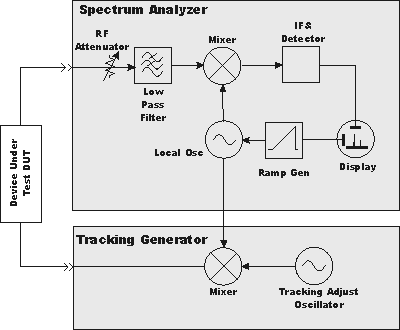 Spectrum Analyzer
RF
Attenuator
Mixer
IF &
Detector
Low
Pass
Filter
Local Osc
Ramp Gen
Display
Device Under
Test DUT
Tracking Generator
Mixer
Tracking Adjust
Oscillator